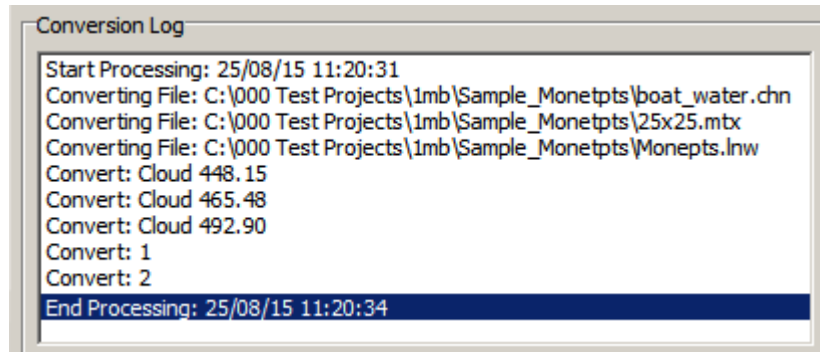 Conversion Log
Start Processing: 25/08/15 11:20:31
Converting File: C:\000 Test Projects\1mb\Sample_Monetpts\boat_water.chn
Converting File: C:\000 Test Projects\1mb\Sample_Monetpts\25x25.mtx
Converting File: C:\000 Test Projects\1mb\Sample_Monetpts\Monepts.lnw
Convert: Cloud 448.15
Convert: Cloud 465.48
Convert: Cloud 492.90
Convert: 1
Convert: 2
End Processing: 25/08/15 11:20:34